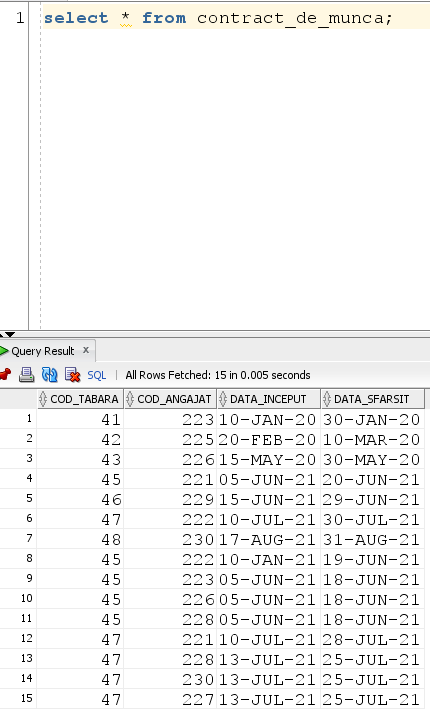 1 select * from contract_de_munca;
Query Result x
SQL | All Rows Fetched: 15 in 0.005 seconds
COD_TABARA COD_ANGAJAT DATA_INCEPUT DATA_SFARSIT
1 41 223 10-JAN-20 30-JAN-20
2 42 225 20-FEB-20 10-MAR-20
3 43 226 15-MAY-20 30-MAY-20
4 45 221 05-JUN-21 20-JUN-21
5 46 229 15-JUN-21 29-JUN-21
6 47 222 10-JUL-21 30-JUL-21
7 48 230 17-AUG-21 31-AUG-21
8 45 222 10-JAN-21 19-JUN-21
9 45 223 05-JUN-21 18-JUN-21
10 45 226 05-JUN-21 18-JUN-21
11 45 228 05-JUN-21 18-JUN-21
12 47 221 10-JUL-21 28-JUL-21
13 47 228 13-JUL-21 25-JUL-21
14 47 230 13-JUL-21 25-JUL-21
15 47 227 13-JUL-21 25-JUL-21